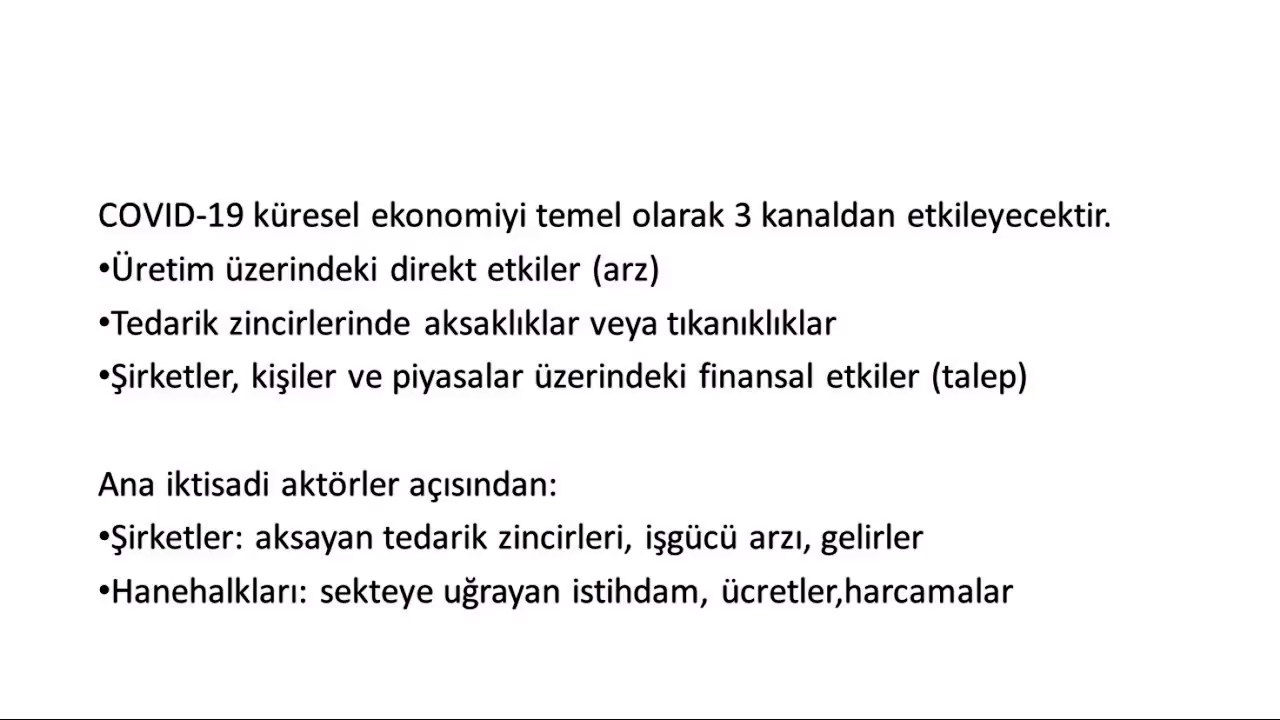 COVID-19 küresel ekonomiyi temel olarak 3 kanaldan etkileyecektir.
•Üretim üzerindeki direkt etkiler (arz)
•Tedarik zincirlerinde aksaklıklar veya tıkanıklıklar
•Şirketler, kişiler ve piyasalar üzerindeki finansal etkiler (talep)
Ana iktisadi aktörler açısından:
•Şirketler: aksayan tedarik zincirleri, işgücü arzı, gelirler
•Hanehalkları: sekteye uğrayan istihdam, ücretler,harcamalar